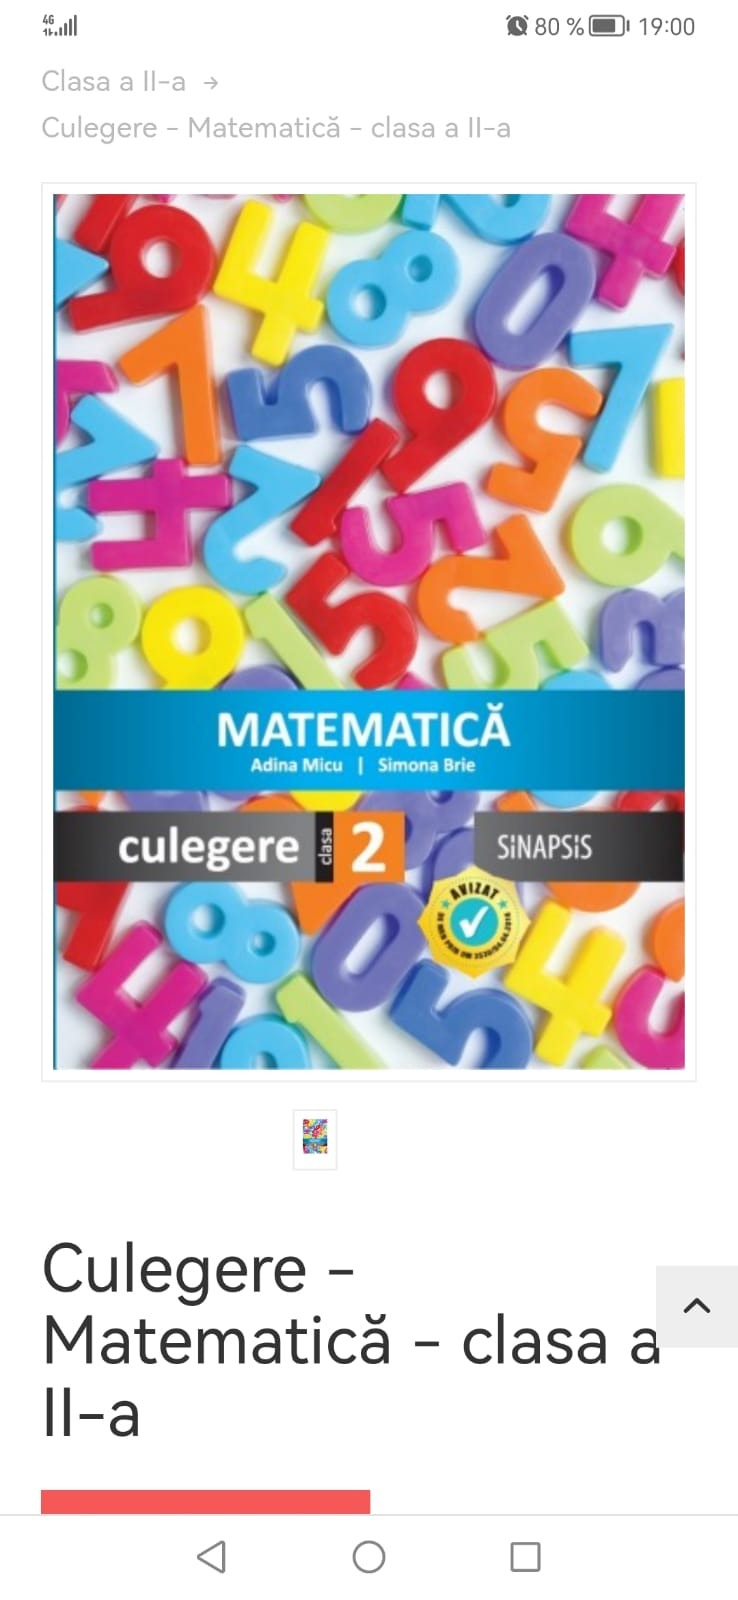 4G
80 %
19:00
Clasa a II-a →
Culegere - Matematică - clasa a II-a
MATEMATICĂ
Adina Micu | Simona Brie
culegere clasa 2
SiNAPSiS
AVIZAT
Culegere -
Matematică - clasa a
II-a